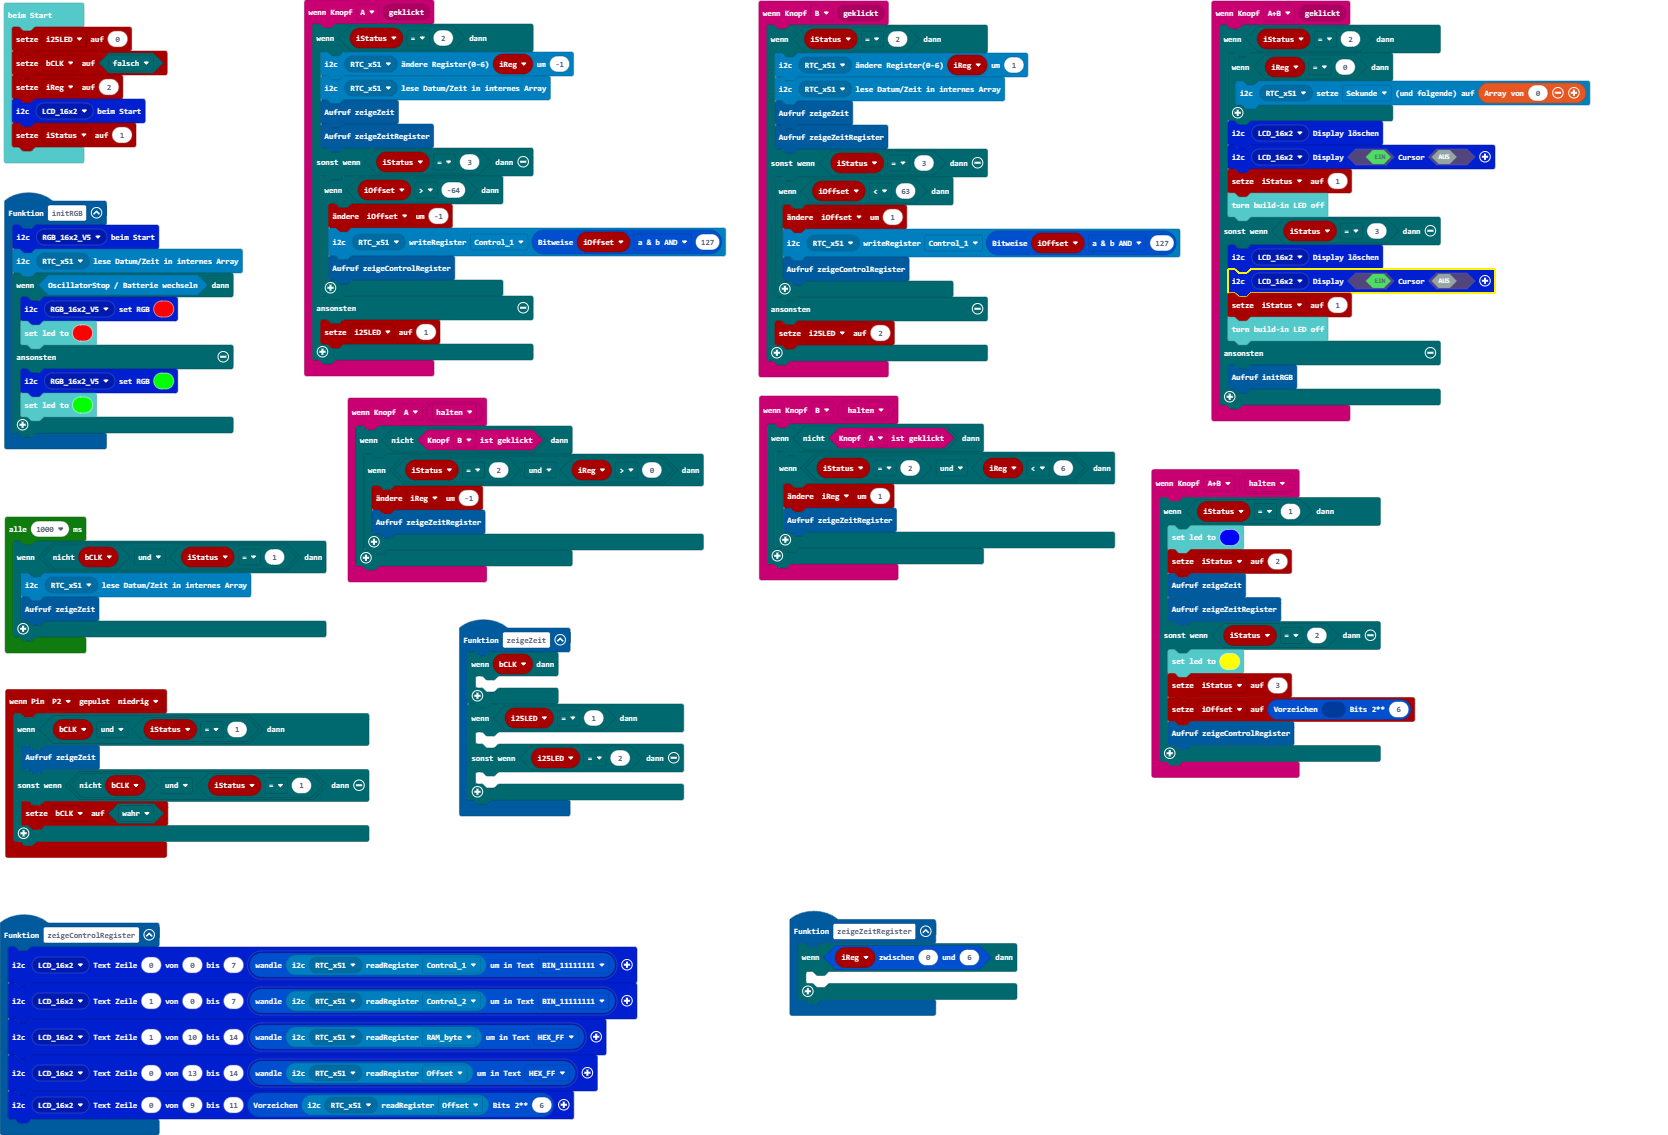 beim Start
setze i25LED auf 0
setze bCLK auf falsch
setze iReg auf 2
i2c LCD_16x2 beim Start
setze iStatus auf 1
Funktion initRGB
i2c RGB_16x2_V5 beim Start
i2c RTC_x51 lese Datum/Zeit in internes Array
wenn OscillatorStop / Batterie wechseln dann
i2c RGB_16x2_V5 set RGB
set led to
ansonsten
i2c RGB_16x2_V5 set RGB
set led to
alle 1000 ms
wenn nicht bCLK und iStatus = 1 dann
i2c RTC_x51 lese Datum/Zeit in internes Array
Aufruf zeigeZeit
wenn Pin P2 gepulst niedrig
wenn bCLK und iStatus = 1 dann
Aufruf zeigeZeit
sonst wenn nicht bCLK und iStatus = 1 dann
setze bCLK auf wahr
wenn Knopf A geklickt
wenn iStatus = 2 dann
i2c RTC_x51 ändere Register(0-6) iReg um -1
i2c RTC_x51 lese Datum/Zeit in internes Array
Aufruf zeigeZeit
Aufruf zeigeZeitRegister
sonst wenn iStatus = 3 dann
wenn iOffset > -64 dann
ändere iOffset um -1
i2c RTC_x51 writeRegister Control_1 Bitweise iOffset a & b AND 127
Aufruf zeigeControlRegister
ansonsten
setze i25LED auf 1
wenn Knopf A halten
wenn nicht Knopf B ist geklickt dann
wenn iStatus = 2 und iReg > 0 dann
ändere iReg um -1
Aufruf zeigeZeitRegister
Funktion zeigeZeit
wenn bCLK dann
wenn i25LED = 1 dann
sonst wenn i25LED = 2 dann
wenn Knopf B geklickt
wenn iStatus = 2 dann
i2c RTC_x51 ändere Register(0-6) iReg um 1
i2c RTC_x51 lese Datum/Zeit in internes Array
Aufruf zeigeZeit
Aufruf zeigeZeitRegister
sonst wenn iStatus = 3 dann
wenn iOffset < 63 dann
ändere iOffset um 1
i2c RTC_x51 writeRegister Control_1 Bitweise iOffset a & b AND 127
Aufruf zeigeControlRegister
ansonsten
setze i25LED auf 2
wenn Knopf B halten
wenn nicht Knopf A ist geklickt dann
wenn iStatus = 2 und iReg < 6 dann
ändere iReg um 1
Aufruf zeigeZeitRegister
wenn Knopf A+B geklickt
wenn iStatus = 2 dann
wenn iReg = 0 dann
i2c RTC_x51 setze Sekunde (und folgende) auf Array von 0
i2c LCD_16x2 Display löschen
i2c LCD_16x2 Display EIN Cursor AUS
setze iStatus auf 1
turn build-in LED off
sonst wenn iStatus = 3 dann
i2c LCD_16x2 Display löschen
i2c LCD_16x2 Display EIN Cursor AUS
setze iStatus auf 1
turn build-in LED off
ansonsten
Aufruf initRGB
wenn Knopf A+B halten
wenn iStatus = 1 dann
set led to
setze iStatus auf 2
Aufruf zeigeZeit
Aufruf zeigeZeitRegister
sonst wenn iStatus = 2 dann
set led to
setze iStatus auf 3
setze iOffset auf Vorzeichen Bits 2** 6
Aufruf zeigeControlRegister
Funktion zeigeControlRegister
i2c LCD_16x2 Text Zeile 0 von 0 bis 7 wandle i2c RTC_x51 readRegister Control_1 um in Text BIN_11111111
i2c LCD_16x2 Text Zeile 1 von 0 bis 7 wandle i2c RTC_x51 readRegister Control_2 um in Text BIN_11111111
i2c LCD_16x2 Text Zeile 1 von 10 bis 14 wandle i2c RTC_x51 readRegister RAM_byte um in Text HEX_FF
i2c LCD_16x2 Text Zeile 0 von 13 bis 14 wandle i2c RTC_x51 readRegister Offset um in Text HEX_FF
i2c LCD_16x2 Text Zeile 0 von 9 bis 11 Vorzeichen i2c RTC_x51 readRegister Offset Bits 2** 6
Funktion zeigeZeitRegister
wenn iReg zwischen 0 und 6 dann